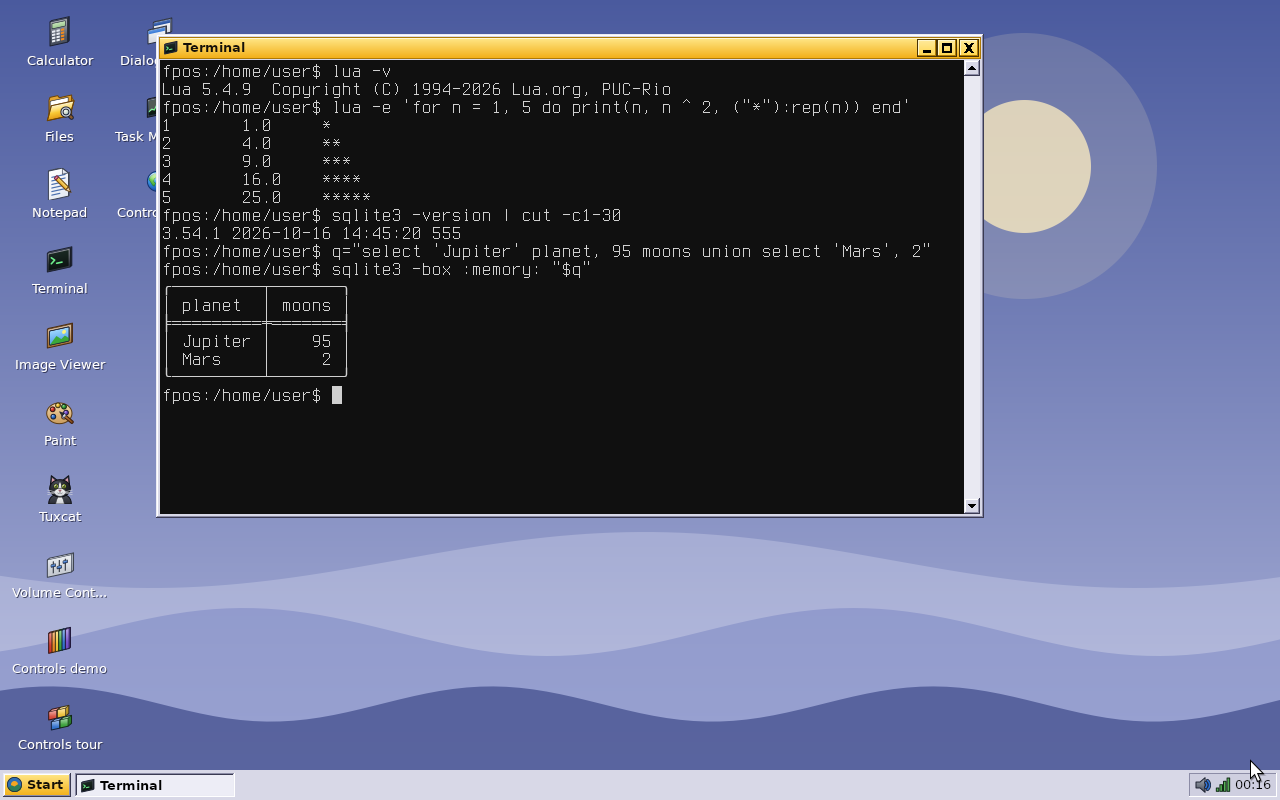 Calculator
Files
Notepad
Terminal
Image Viewer
Paint
Tuxcat
Volume Cont...
Controls demo
Controls tour
Terminal
fpos:/home/user$ lua -v
Lua 5.4.9  Copyright (C) 1994-2026 Lua.org, PUC-Rio
fpos:/home/user$ lua -e 'for n = 1, 5 do print(n, n ^ 2, ("*"):rep(n)) end'
1       1.0     *
2       4.0     **
3       9.0     ***
4       16.0    ****
5       25.0    *****
fpos:/home/user$ sqlite3 -version | cut -c1-30
3.54.1 2026-10-16 14:45:20 555
fpos:/home/user$ q="select 'Jupiter' planet, 95 moons union select 'Mars', 2"
fpos:/home/user$ sqlite3 -box :memory: "$q"
planet moons
Jupiter 95
Mars 2
fpos:/home/user$
Start
Terminal
00:16